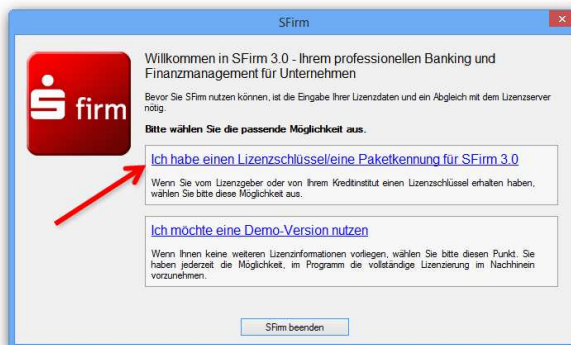 SFirm
firm
Willkommen in SFirm 3.0 - Ihrem professionellen Banking und
Finanzmanagement für Unternehmen
Bevor Sie SFirm nutzen können, ist die Eingabe Ihrer Lizenzdaten und ein Abgleich mit dem Lizenzserver
nötig.
Bitte wählen Sie die passende Möglichkeit aus.
Ich habe einen Lizenzschlüssel/eine Paketkennung für SFirm 3.0
Wenn Sie vom Lizenzgeber oder von Ihrem Kreditinstitut einen Lizenzschlüssel erhalten haben,
wählen Sie bitte diese Möglichkeit aus.
Ich möchte eine Demo-Version nutzen
Wenn Ihnen keine weiteren Lizenzinformationen vorliegen, wählen Sie bitte diesen Punkt. Sie
haben jederzeit die Möglichkeit, im Programm die vollständige Lizenzierung im Nachhinein
vorzunehmen.
SFirm beenden